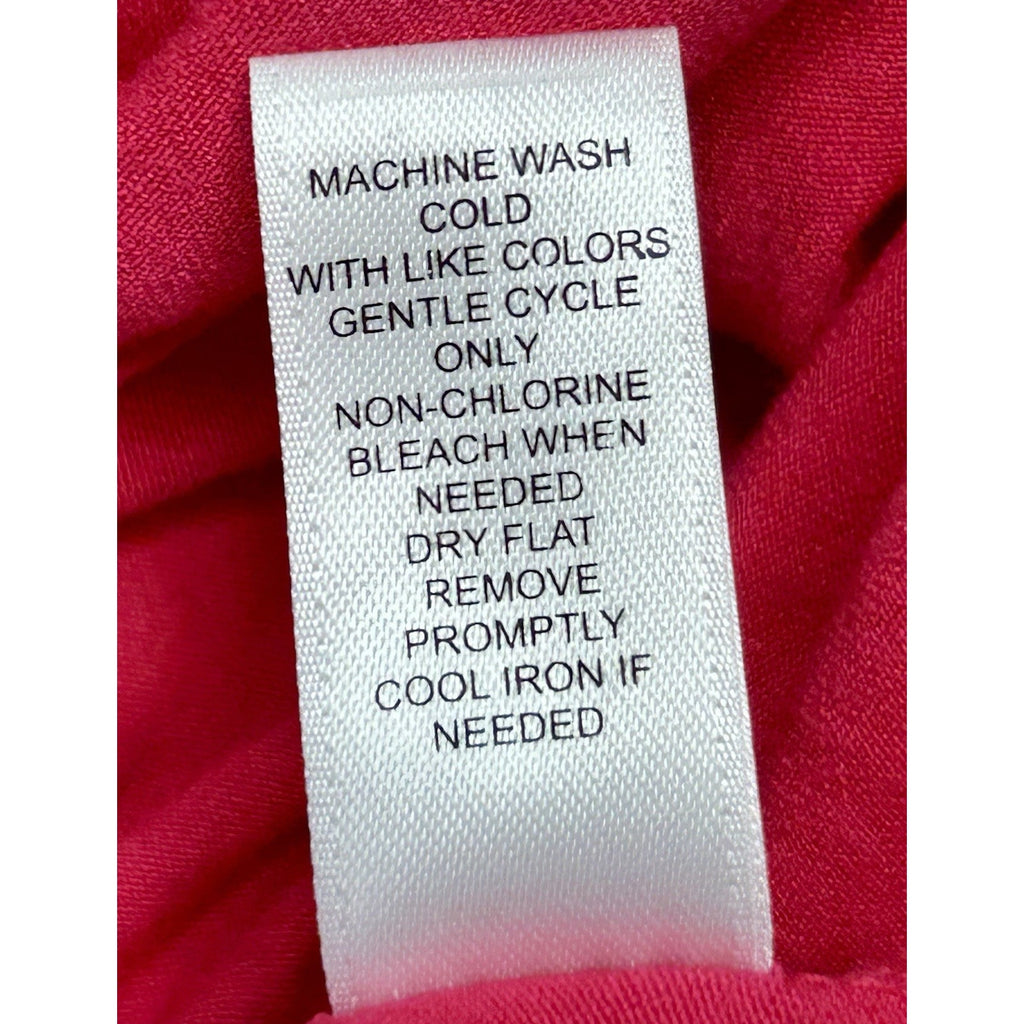 MACHINE WASH
COLD
WITH LIKE COLORS
GENTLE CYCLE
ONLY
NON-CHLORINE
BLEACH WHEN
NEEDED
DRY FLAT
REMOVE
PROMPTLY
COOL IRON IF
NEEDED